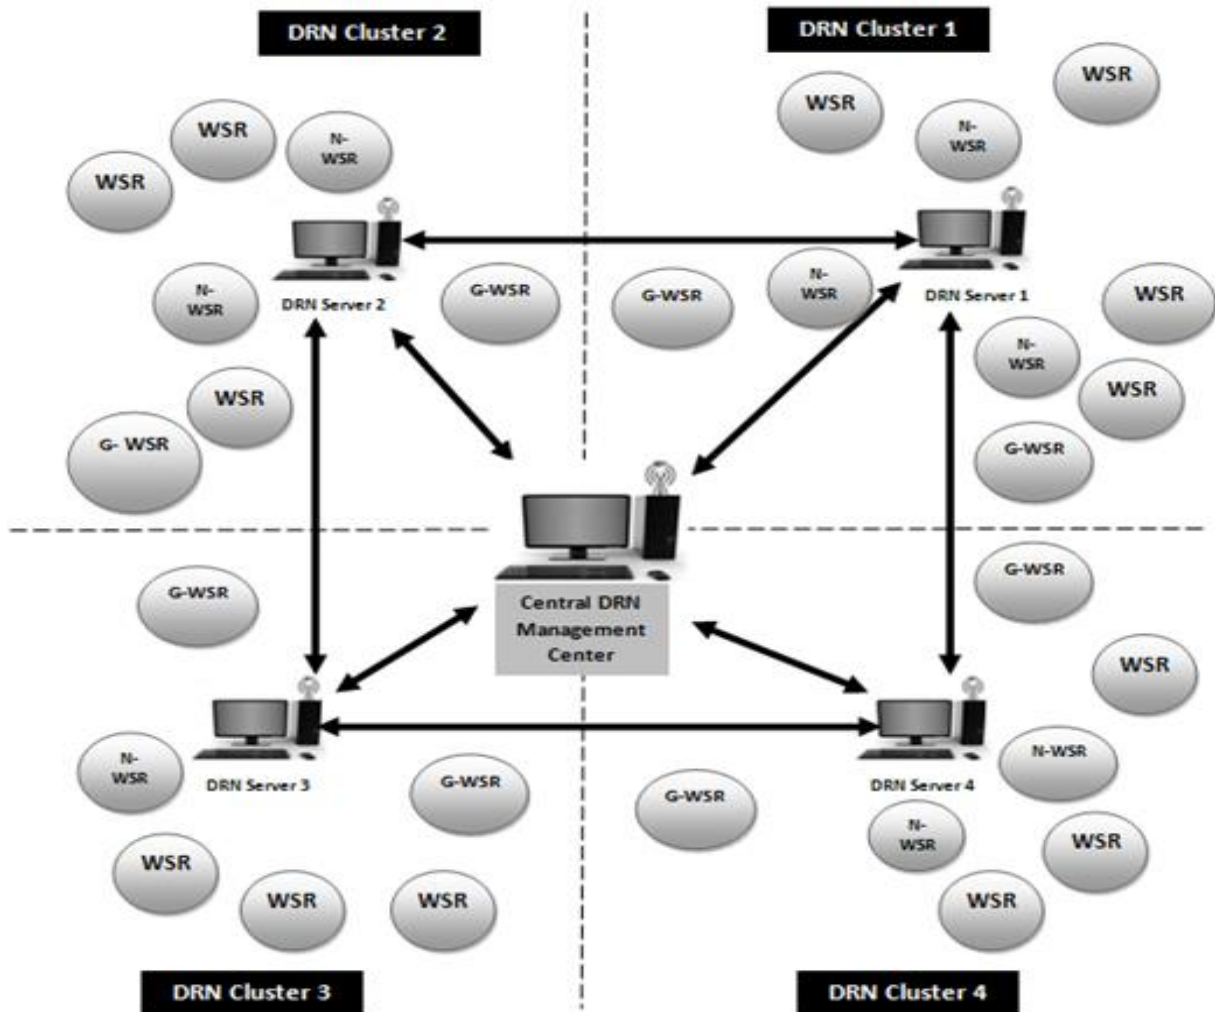 DRN Cluster 2
DRN Cluster 1
WSR
WSR
N-
WSR
WSR
WSR
N-
WSR
DRN Server 2
G-WSR
N-
WSR
WSR
G- WSR
G-WSR
N-
WSR
DRN Server 1
WSR
N-
WSR
WSR
G-WSR
Central DRN
Management
Center
G-WSR
DRN Server 3
N-
WSR
G-WSR
WSR
WSR
WSR
G-WSR
WSR
N-WSR
DRN Server 4
G-WSR
N-
WSR
WSR
WSR
DRN Cluster 3
DRN Cluster 4